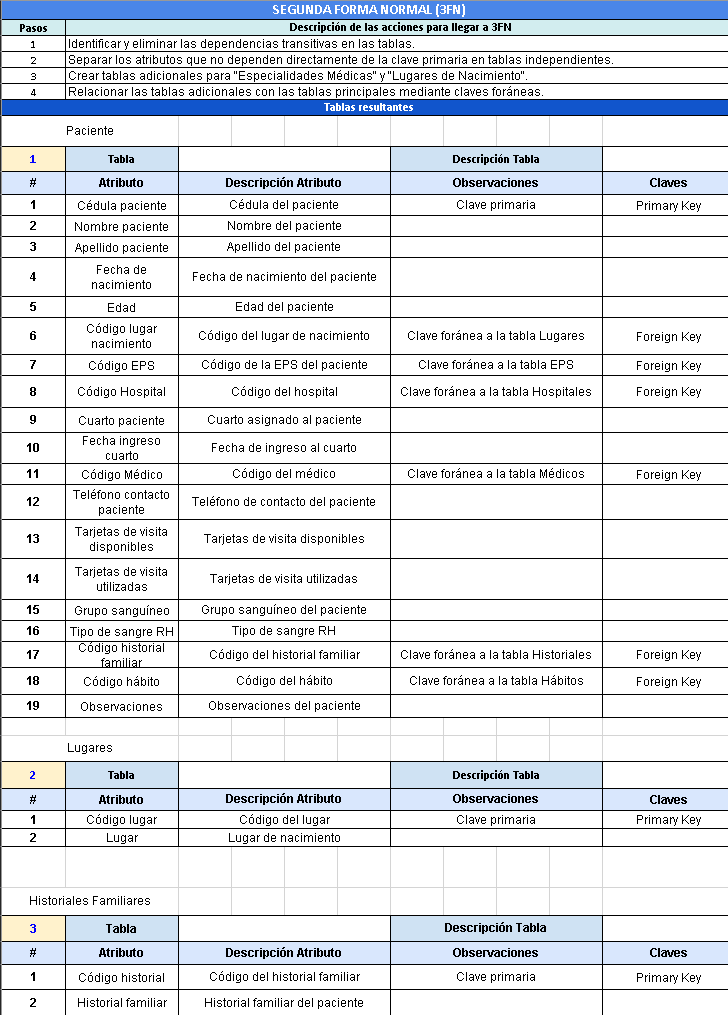 SEGUNDA FORMA NORMAL (3FN)
Pasos Descripción de las acciones para llegar a 3FN
1 Identificar y eliminar las dependencias transitivas en las tablas.
2 Separar los atributos que no dependen directamente de la clave primaria en tablas independientes.
3 Crear tablas adicionales para "Especialidades Médicas" y "Lugares de Nacimiento".
4 Relacionar las tablas adicionales con las tablas principales mediante claves foráneas.
Tablas resultantes
Paciente
1 Tabla Descripción Tabla
# Atributo Descripción Atributo Observaciones Claves
1 Cédula paciente Cédula del paciente Clave primaria Primary Key
2 Nombre paciente Nombre del paciente
3 Apellido paciente Apellido del paciente
4 Fecha de nacimiento Fecha de nacimiento del paciente
5 Edad Edad del paciente
6 Código lugar nacimiento Código del lugar de nacimiento Clave foránea a la tabla Lugares Foreign Key
7 Código EPS Código de la EPS del paciente Clave foránea a la tabla EPS Foreign Key
8 Código Hospital Código del hospital Clave foránea a la tabla Hospitales Foreign Key
9 Cuarto paciente Cuarto asignado al paciente
10 Fecha ingreso cuarto Fecha de ingreso al cuarto
11 Código Médico Código del médico Clave foránea a la tabla Médicos Foreign Key
12 Teléfono contacto paciente Teléfono de contacto del paciente
13 Tarjetas de visita disponibles Tarjetas de visita disponibles
14 Tarjetas de visita utilizadas Tarjetas de visita utilizadas
15 Grupo sanguíneo Grupo sanguíneo del paciente
16 Tipo de sangre RH Tipo de sangre RH
17 Código historial familiar Código del historial familiar Clave foránea a la tabla Historiales Foreign Key
18 Código hábito Código del hábito Clave foránea a la tabla Hábitos Foreign Key
19 Observaciones Observaciones del paciente
Lugares
2 Tabla Descripción Tabla
# Atributo Descripción Atributo Observaciones Claves
1 Código lugar Código del lugar Clave primaria Primary Key
2 Lugar Lugar de nacimiento
Historiales Familiares
3 Tabla Descripción Tabla
# Atributo Descripción Atributo Observaciones Claves
1 Código historial Código del historial familiar Clave primaria Primary Key
2 Historial familiar Historial familiar del paciente